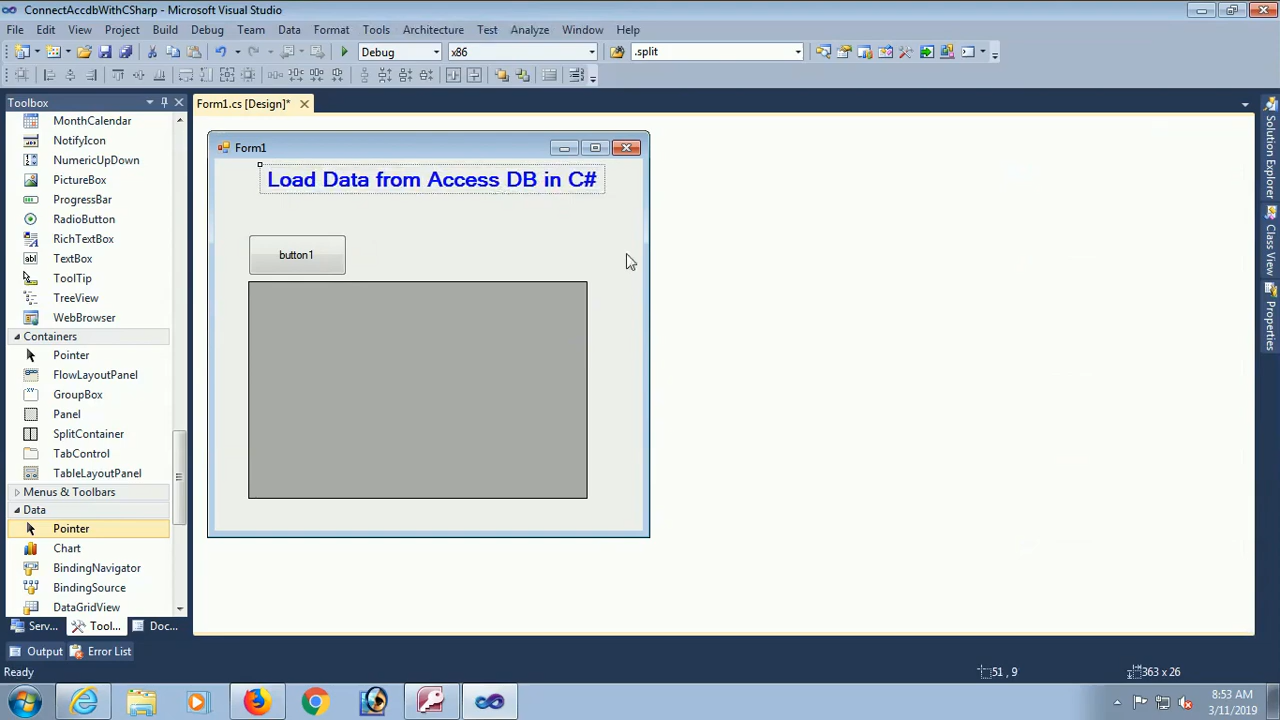 ConnectAccdbWithCSharp - Microsoft Visual Studio
File Edit View Project Build Debug Team Data Format Tools Architecture Test Analyze Window Help
Debug x86 .split
Toolbox
Form1.cs [Design]*
MonthCalendar
NotifyIcon
NumericUpDown
PictureBox
ProgressBar
RadioButton
RichTextBox
TextBox
ToolTip
TreeView
WebBrowser
Containers
Pointer
FlowLayoutPanel
GroupBox
Panel
SplitContainer
TabControl
TableLayoutPanel
Menus & Toolbars
Data
Pointer
Chart
BindingNavigator
BindingSource
DataGridView
Form1
Load Data from Access DB in C#
button1
Solution Explorer
Class View
Properties
Serv... Tool... Doc...
Output Error List
Ready 51 , 9 363 x 26
8:53 AM
3/11/2019